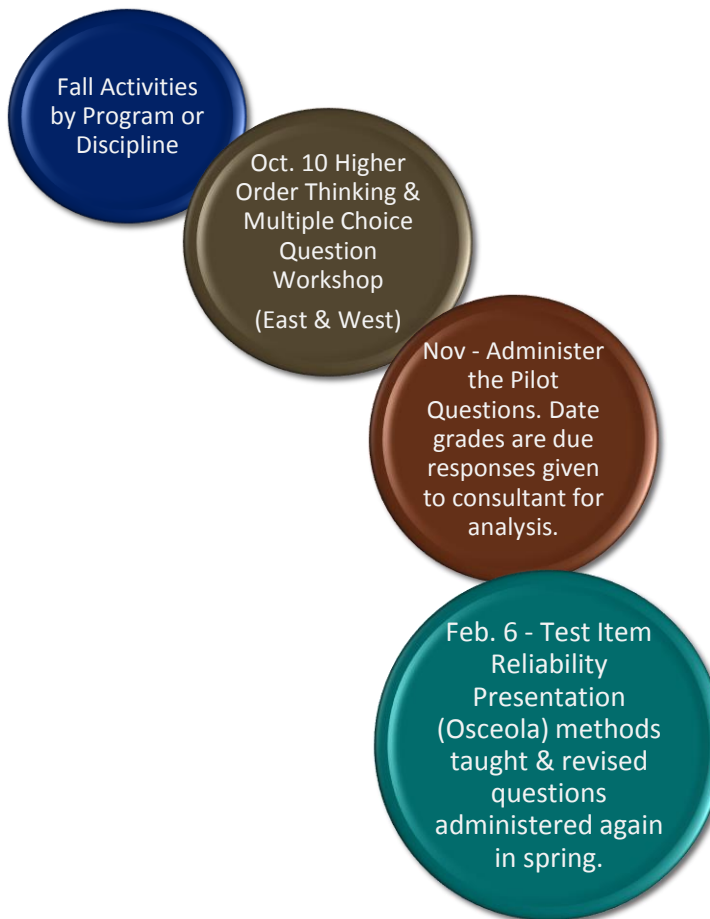 Fall Activities
by Program or
Discipline
Oct. 10 Higher
Order Thinking &
Multiple Choice
Question
Workshop
(East & West)
Nov - Administer
the Pilot
Questions. Date
grades are due
responses given
to consultant for
analysis.
Feb. 6 - Test Item
Reliability
Presentation
(Osceola) methods
taught & revised
questions
administered again
in spring.